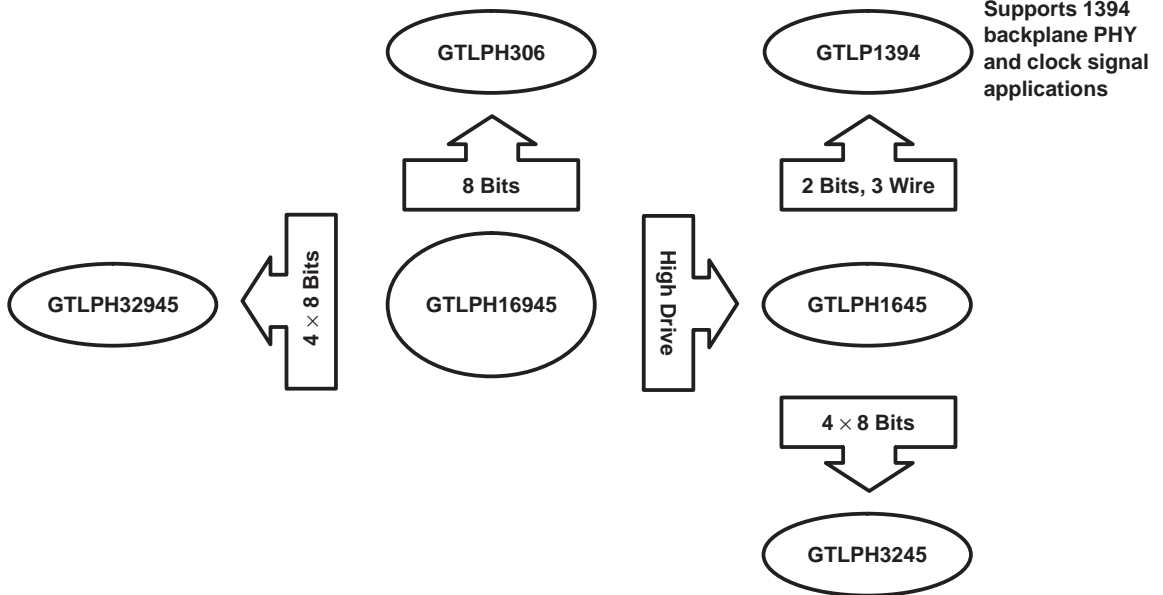 Supports 1394
backplane PHY
and clock signal
applications
GTLPH306
GTLP1394
8 Bits
2 Bits, 3 Wire
4 × 8 Bits
High Drive
GTLPH32945
GTLPH16945
GTLPH1645
4 × 8 Bits
GTLPH3245